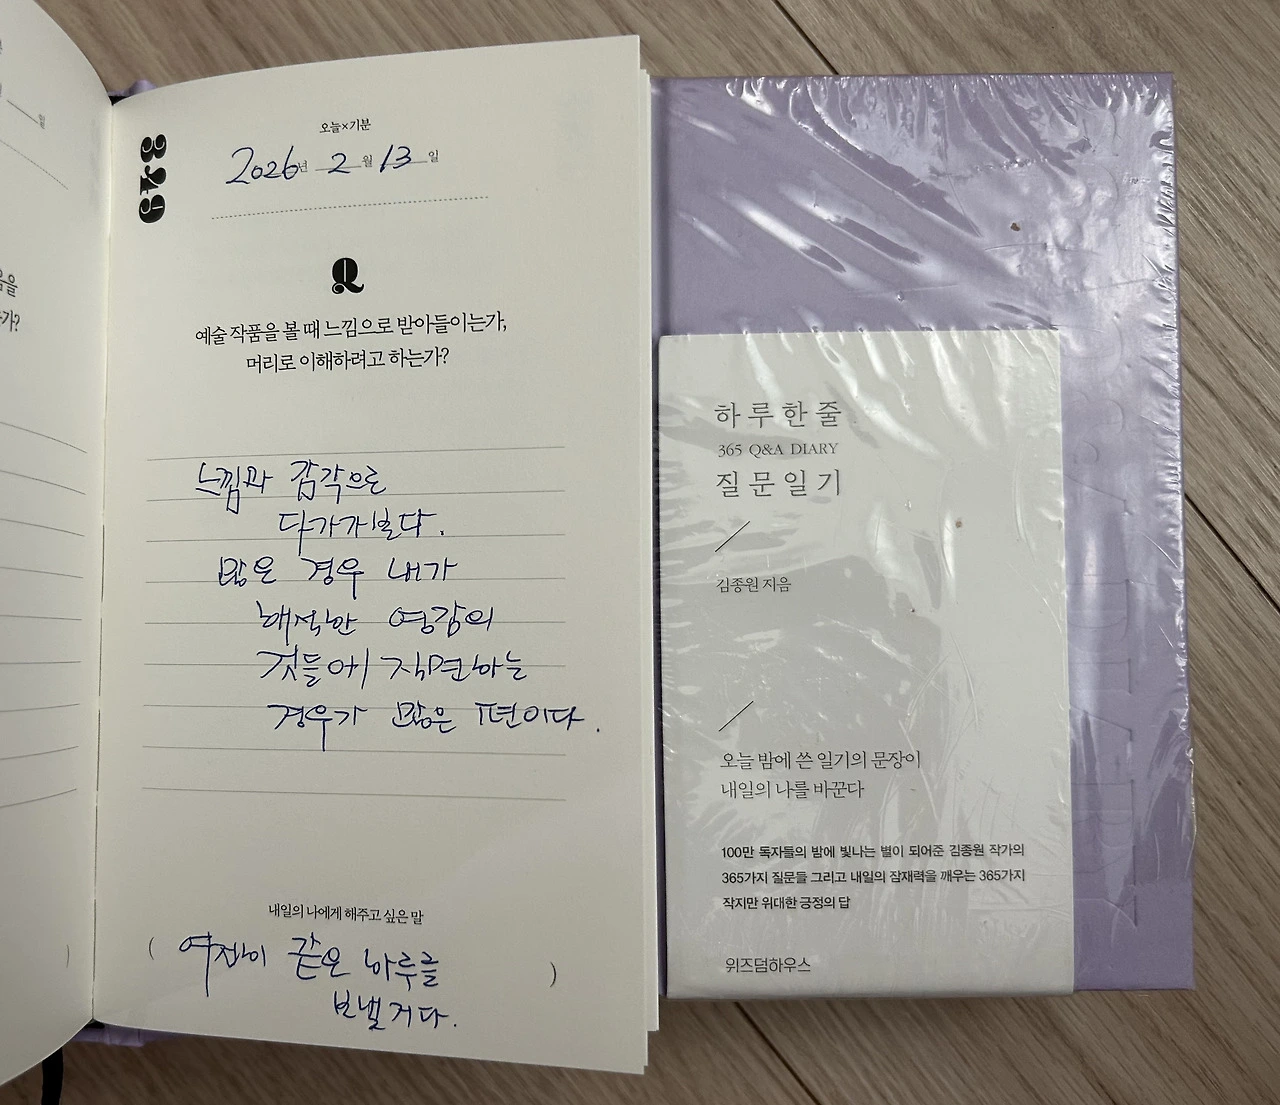 일
음을
가?
349
오늘×기분
2026년 2월 13일
Q
예술 작품을 볼 때 느낌으로 받아들이는가,
머리로 이해하려고 하는가?
느낌과 감각으로
다가가본다.
많은 경우 내가
해석한 영감의
것들에 직면하는
경우가 많은 편이다.
내일의 나에게 해주고 싶은 말
( 여전히 같은 하루를 )
보낼거다.
하루 한 줄
365 Q&A DIARY
질문일기
김종원 지음
오늘 밤에 쓴 일기의 문장이
내일의 나를 바꾼다
100만 독자들의 밤에 빛나는 별이 되어준 김종원 작가의
365가지 질문들 그리고 내일의 잠재력을 깨우는 365가지
작지만 위대한 긍정의 답
위즈덤하우스